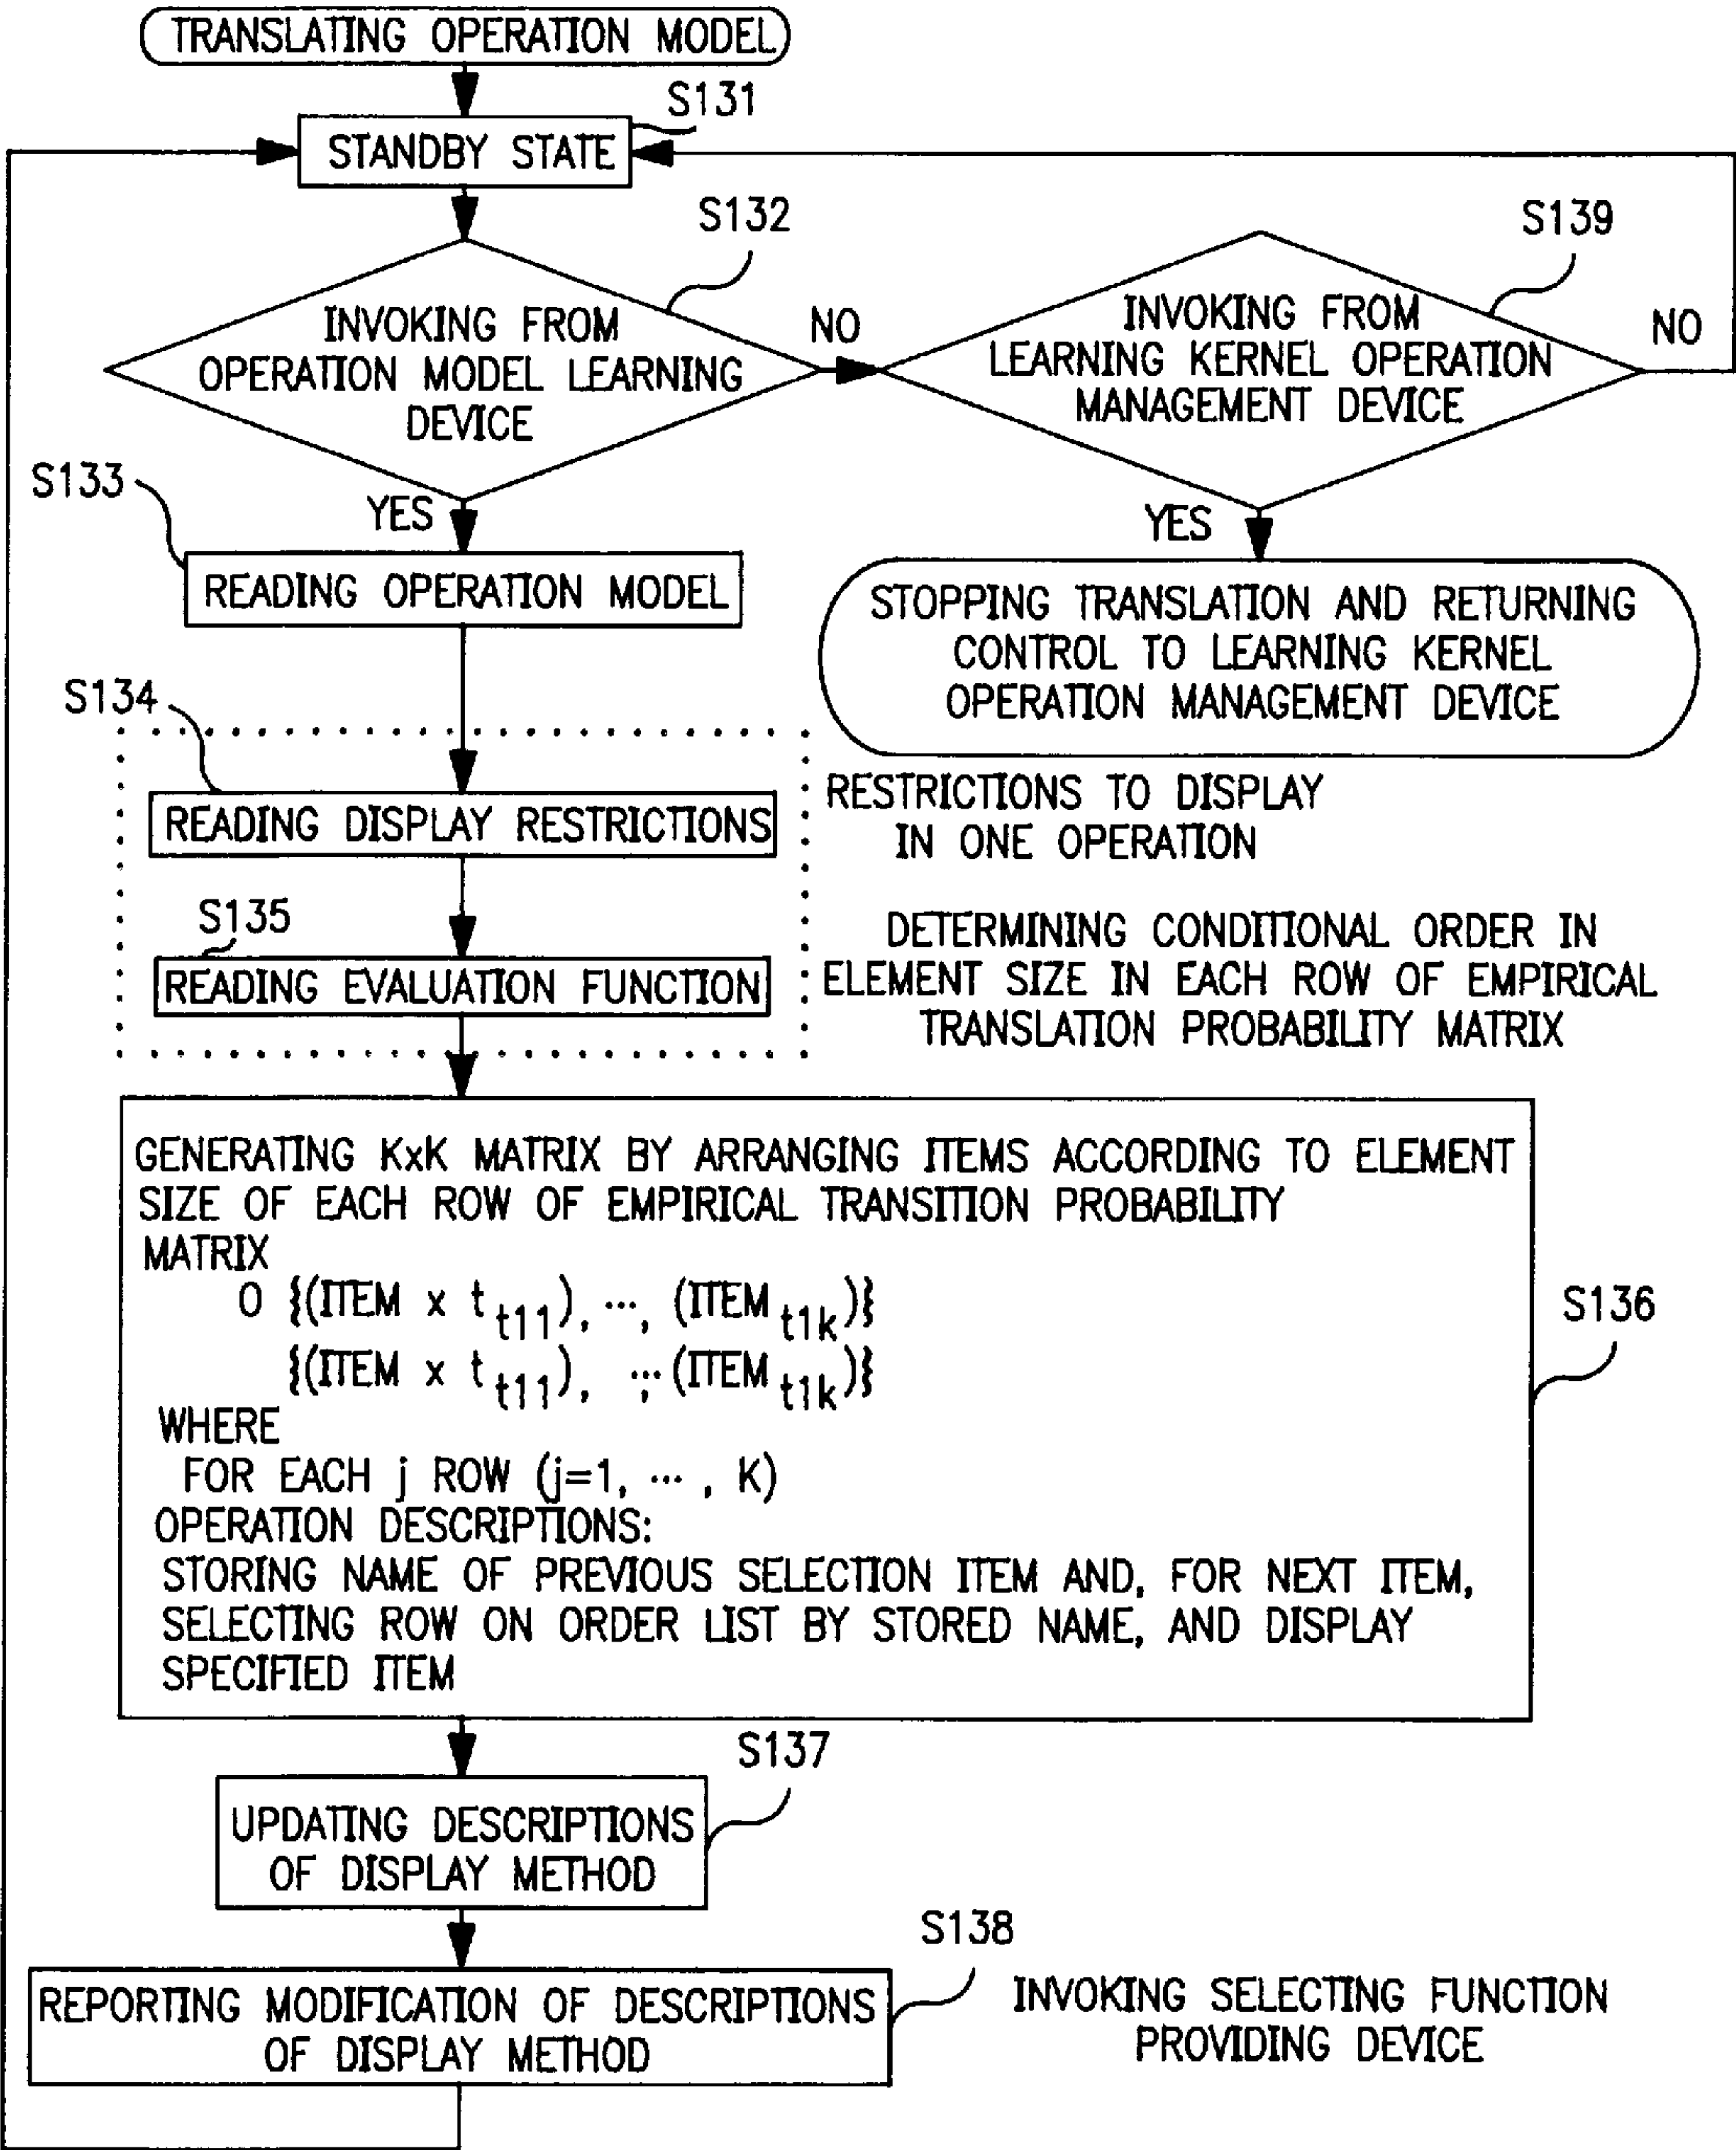 TRANSLATING OPERATION MODEL
S131
STANDBY STATE
S132
INVOKING FROM
OPERATION MODEL LEARNING
DEVICE
NO
S139
INVOKING FROM
LEARNING KERNEL OPERATION
MANAGEMENT DEVICE
NO
YES
S133
YES
READING OPERATION MODEL
STOPPING TRANSLATION AND RETURNING
CONTROL TO LEARNING KERNEL
OPERATION MANAGEMENT DEVICE
S134
READING DISPLAY RESTRICTIONS
RESTRICTIONS TO DISPLAY
IN ONE OPERATION
S135
READING EVALUATION FUNCTION
DETERMINING CONDITIONAL ORDER IN
ELEMENT SIZE IN EACH ROW OF EMPIRICAL
TRANSLATION PROBABILITY MATRIX
GENERATING KxK MATRIX BY ARRANGING ITEMS ACCORDING TO ELEMENT
SIZE OF EACH ROW OF EMPIRICAL TRANSITION PROBABILITY
MATRIX
O {(ITEM x t t11), ..., (ITEM t1k)}
{(ITEM x t t11), ...; (ITEM t1k)}
WHERE
FOR EACH j ROW (j=1, ... , K)
OPERATION DESCRIPTIONS:
STORING NAME OF PREVIOUS SELECTION ITEM AND, FOR NEXT ITEM,
SELECTING ROW ON ORDER LIST BY STORED NAME, AND DISPLAY
SPECIFIED ITEM
S136
S137
UPDATING DESCRIPTIONS
OF DISPLAY METHOD
S138
REPORTING MODIFICATION OF DESCRIPTIONS
OF DISPLAY METHOD
INVOKING SELECTING FUNCTION
PROVIDING DEVICE